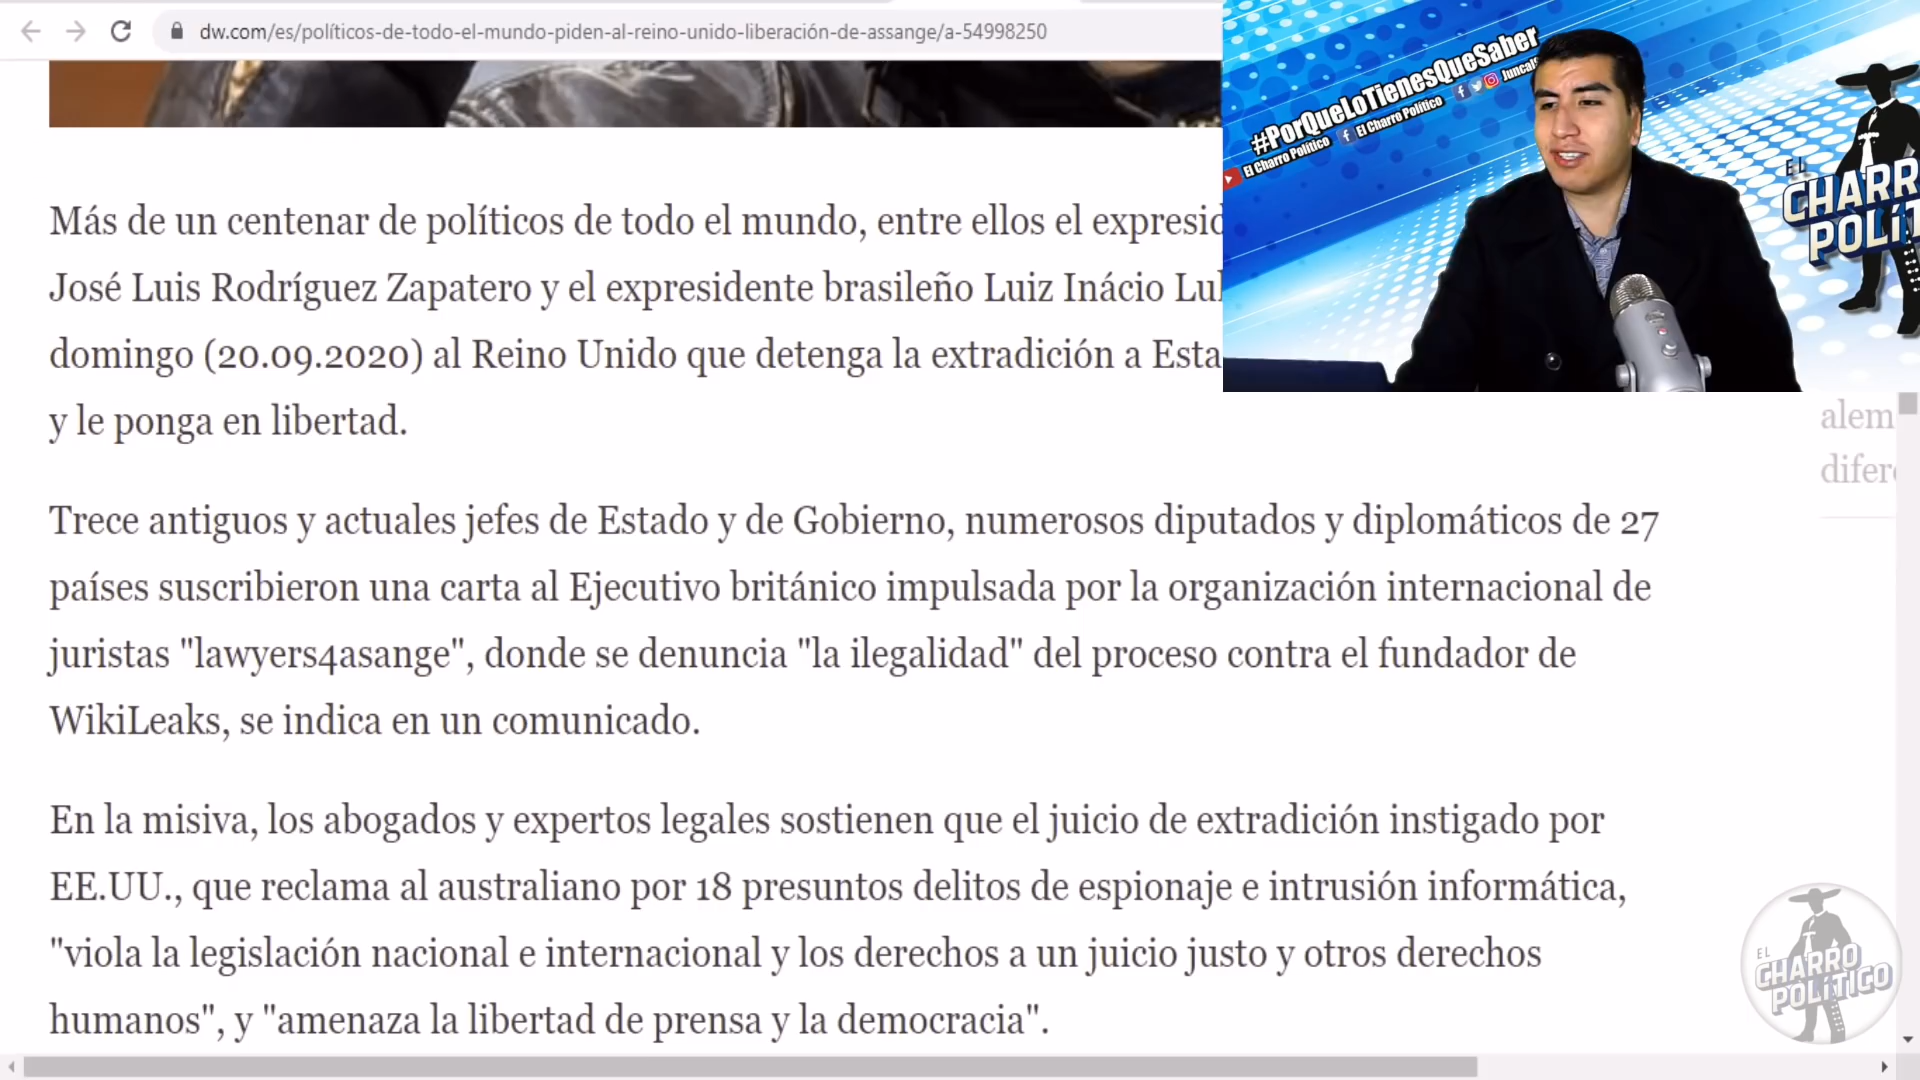 dw.com/es/políticos-de-todo-el-mundo-piden-al-reino-unido-liberación-de-assange/a-54998250
#PorQueLoTienesQueSaber
El Charro Político
El Charro Político
EL
CHARR
POLÍT
Más de un centenar de políticos de todo el mundo, entre ellos el expresid
José Luis Rodríguez Zapatero y el expresidente brasileño Luiz Inácio Lul
domingo (20.09.2020) al Reino Unido que detenga la extradición a Esta
y le ponga en libertad.
alem
difere
Trece antiguos y actuales jefes de Estado y de Gobierno, numerosos diputados y diplomáticos de 27
países suscribieron una carta al Ejecutivo británico impulsada por la organización internacional de
juristas "lawyers4asange", donde se denuncia "la ilegalidad" del proceso contra el fundador de
WikiLeaks, se indica en un comunicado.
En la misiva, los abogados y expertos legales sostienen que el juicio de extradición instigado por
EE.UU., que reclama al australiano por 18 presuntos delitos de espionaje e intrusión informática,
"viola la legislación nacional e internacional y los derechos a un juicio justo y otros derechos
humanos", y "amenaza la libertad de prensa y la democracia".
EL
CHARRO
POLÍTICO